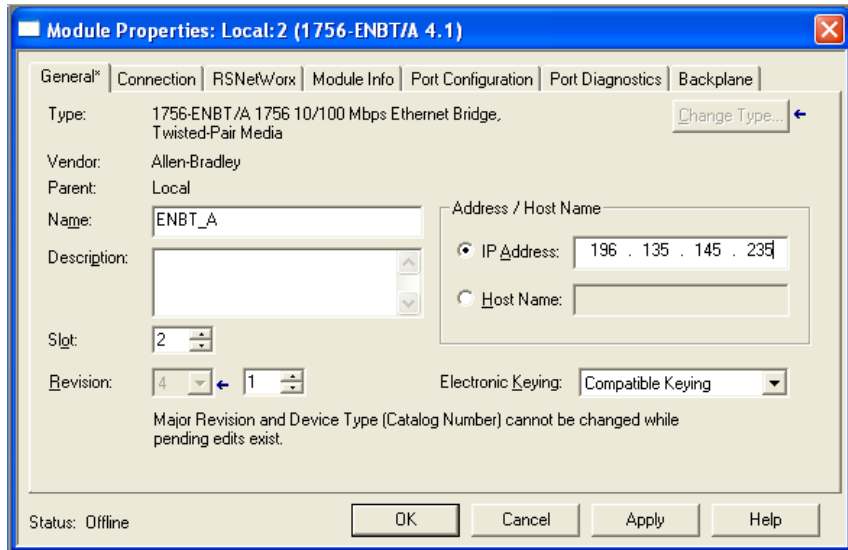 Module Properties: Local:2 (1756-ENBT/A 4.1)
General* Connection RSNetWorx Module Info Port Configuration Port Diagnostics Backplane
Type: 1756-ENBT/A 1756 10/100 Mbps Ethernet Bridge,
Twisted-Pair Media
Change Type...
Vendor: Allen-Bradley
Parent: Local
Name: ENBT_A
Address / Host Name
IP Address: 196 . 135 . 145 . 235
Description:
Host Name:
Slot: 2
Revision: 4 1
Electronic Keying: Compatible Keying
Major Revision and Device Type (Catalog Number) cannot be changed while
pending edits exist.
Status: Offline
OK Cancel Apply Help